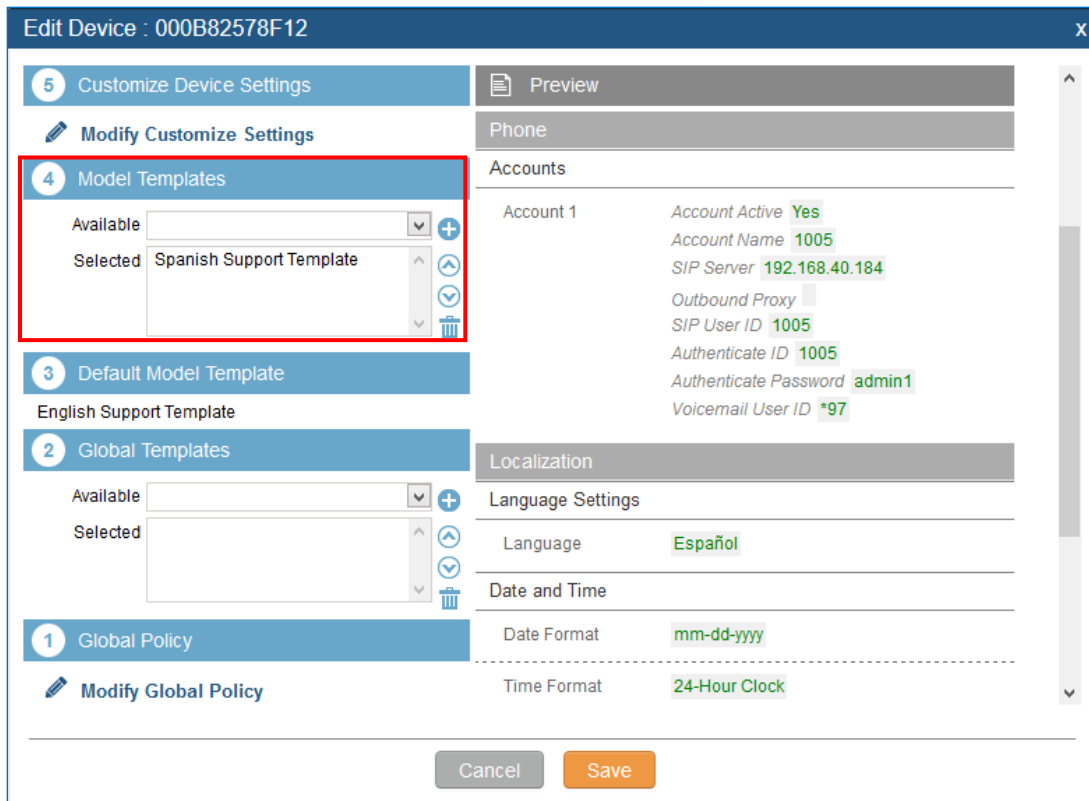 Edit Device : 000B82578F12
x
5 Customize Device Settings
Modify Customize Settings
4 Model Templates
Available
Selected Spanish Support Template
3 Default Model Template
English Support Template
2 Global Templates
Available
Selected
1 Global Policy
Modify Global Policy
Preview
Phone
Accounts
Account 1 Account Active Yes
Account Name 1005
SIP Server 192.168.40.184
Outbound Proxy
SIP User ID 1005
Authenticate ID 1005
Authenticate Password admin1
Voicemail User ID *97
Localization
Language Settings
Language Español
Date and Time
Date Format mm-dd-yyyy
Time Format 24-Hour Clock
Cancel Save